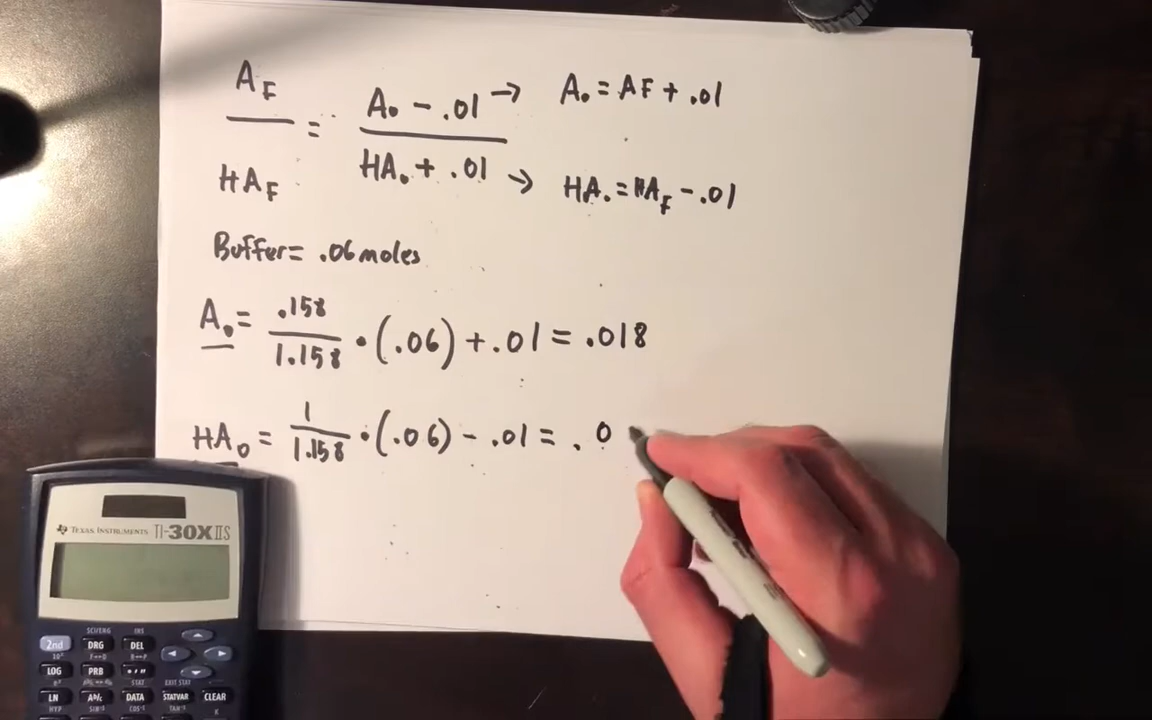 A_F / HA_F = A₀ - .01 / HA₀ + .01
→ A₀ = AF + .01
→ HA₀ = HA_F - .01
Buffer = .06 moles
A₀ = .158 / 1.158 • (.06) + .01 = .018
HA₀ = 1 / 1.158 • (.06) - .01 = .0
TEXAS INSTRUMENTS TI-30X IIS
2nd DRG DEL
LOG PRB
LN A b/c DATA STATVAR CLEAR